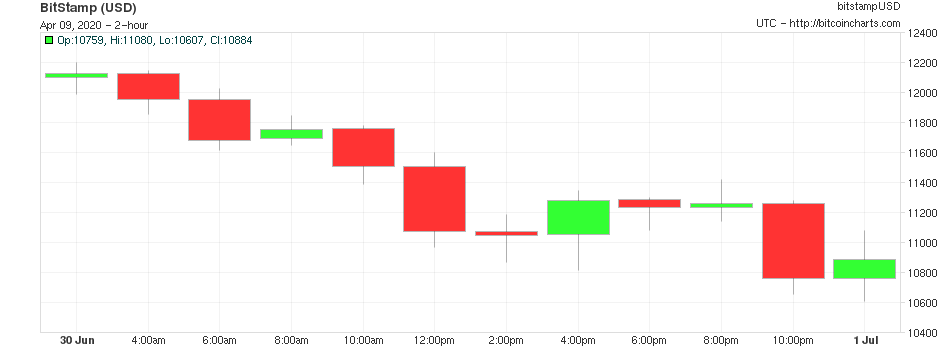 BitStamp (USD)
bitstampUSD
Apr 09, 2020 - 2-hour
UTC - http://bitcoincharts.com
Op:10759, Hi:11080, Lo:10607, Cl:10884
12400
12200
12000
11800
11600
11400
11200
11000
10800
10600
10400
30 Jun 4:00am 6:00am 8:00am 10:00am 12:00pm 2:00pm 4:00pm 6:00pm 8:00pm 10:00pm 1 Jul